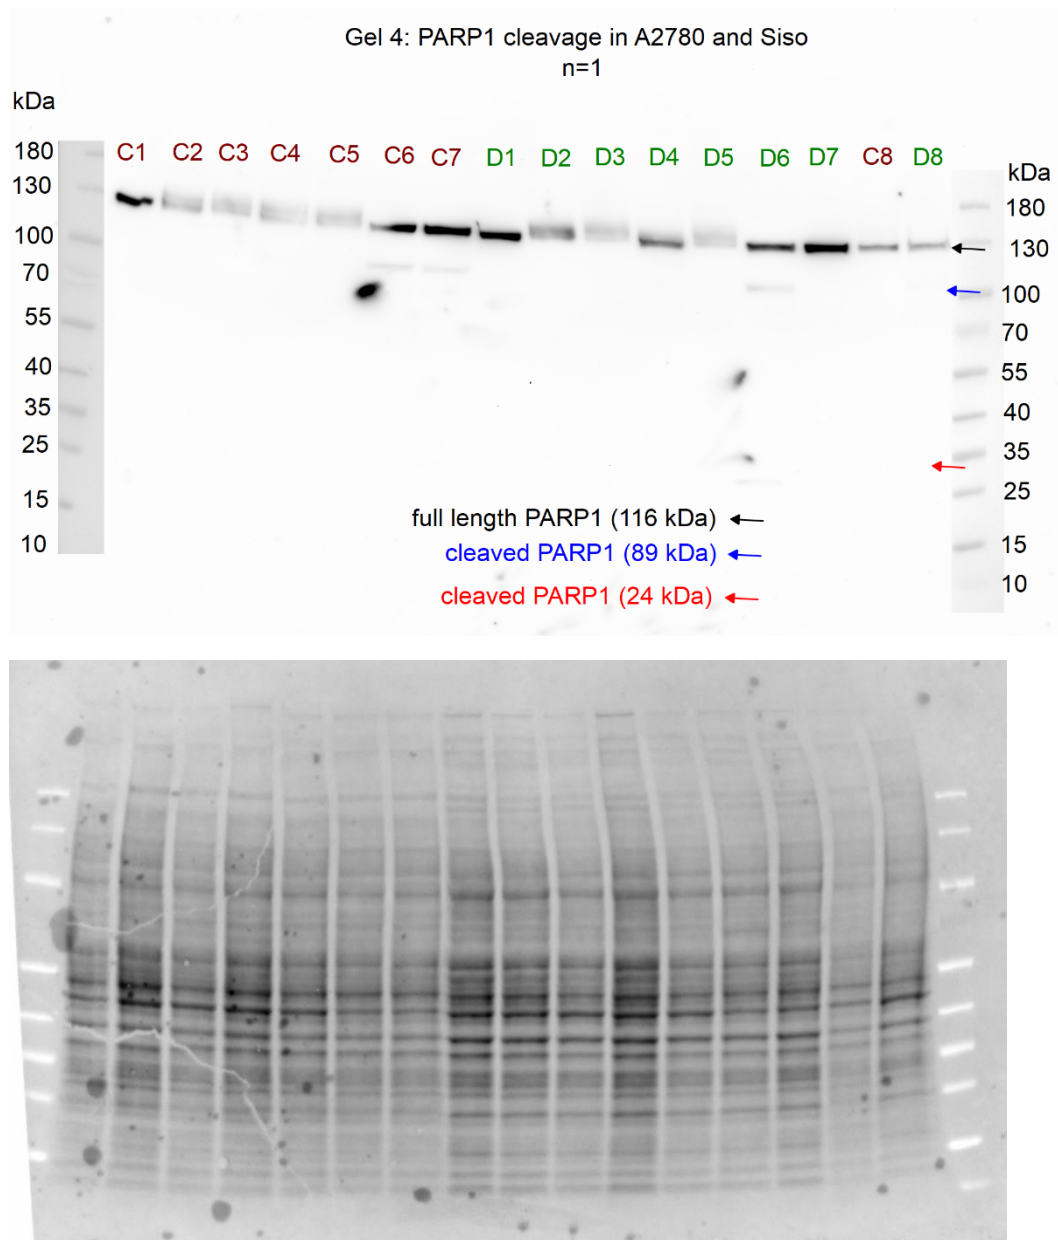 Gel 4: PARP1 cleavage in A2780 and Siso
n=1
kDa
180
130
100
70
55
40
35
25
15
10
C1 C2 C3 C4 C5 C6 C7 D1 D2 D3 D4 D5 D6 D7 C8 D8
kDa
180
130
100
70
55
40
35
25
15
10
full length PARP1 (116 kDa)
cleaved PARP1 (89 kDa)
cleaved PARP1 (24 kDa)